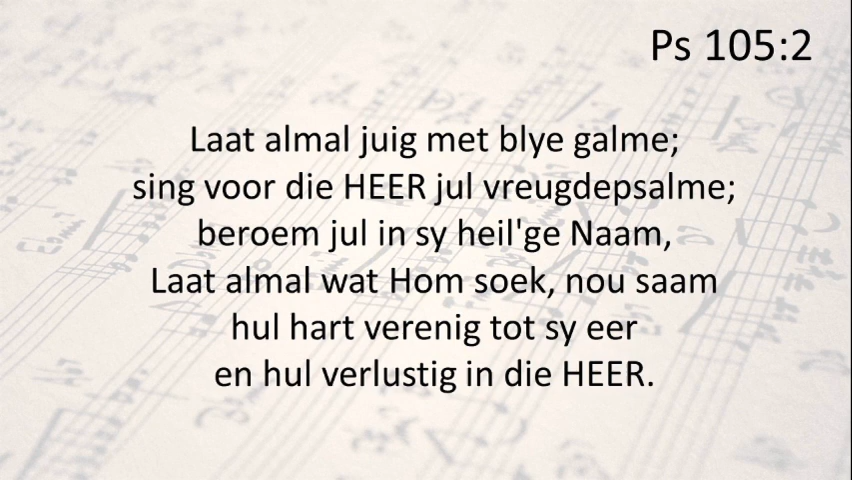 Ps 105:2
Laat almal juig met blye galme;
sing voor die HEER jul vreugdepsalme;
beroem jul in sy heil'ge Naam,
Laat almal wat Hom soek, nou saam
hul hart verenig tot sy eer
en hul verlustig in die HEER.